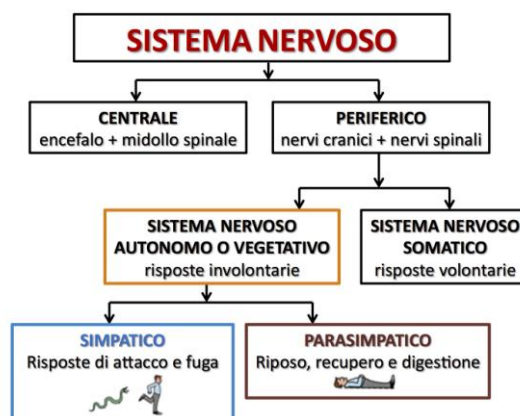 SISTEMA NERVOSO
CENTRALE
encefalo + midollo spinale
PERIFERICO
nervi cranici + nervi spinali
SISTEMA NERVOSO
AUTONOMO O VEGETATIVO
risposte involontarie
SISTEMA NERVOSO
SOMATICO
risposte volontarie
SIMPATICO
Risposte di attacco e fuga
PARASIMPATICO
Riposo, recupero e digestione